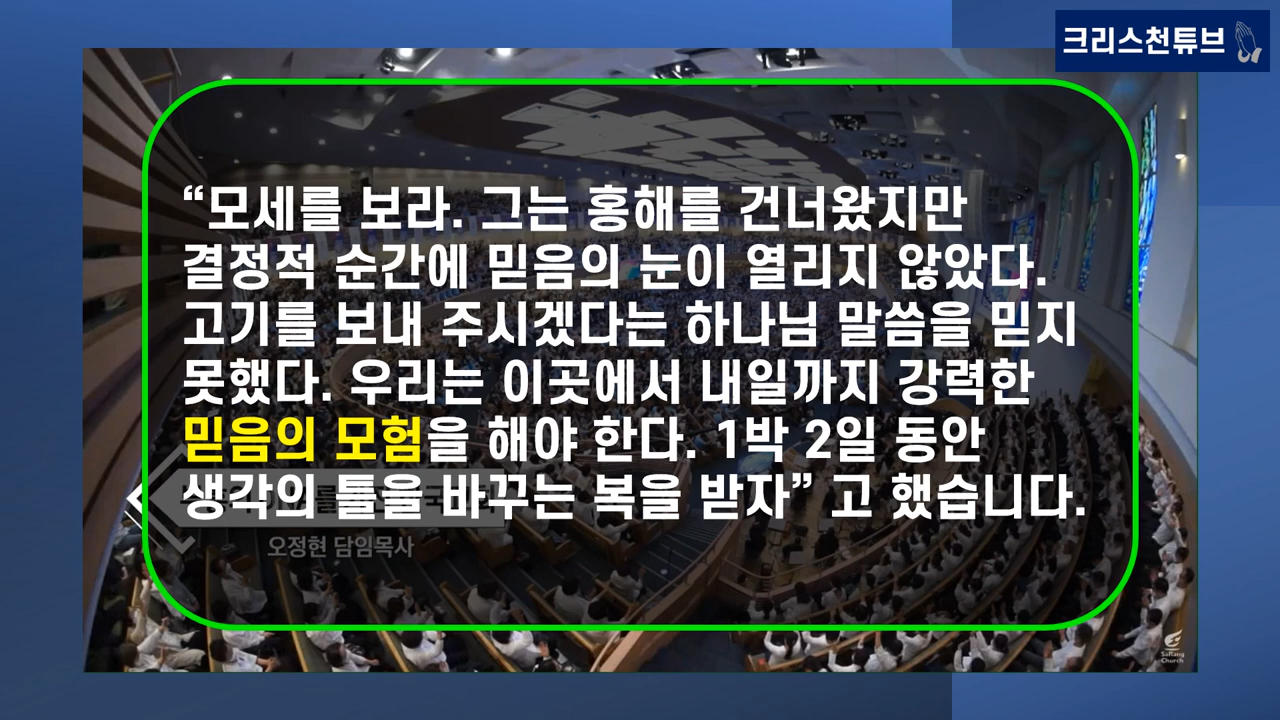 크리스천튜브
“모세를 보라. 그는 홍해를 건너왔지만
결정적 순간에 믿음의 눈이 열리지 않았다.
고기를 보내 주시겠다는 하나님 말씀을 믿지
못했다. 우리는 이곳에서 내일까지 강력한
믿음의 모험을 해야 한다. 1박 2일 동안
생각의 틀을 바꾸는 복을 받자” 고 했습니다.
오정현 담임목사
SaRang
Church